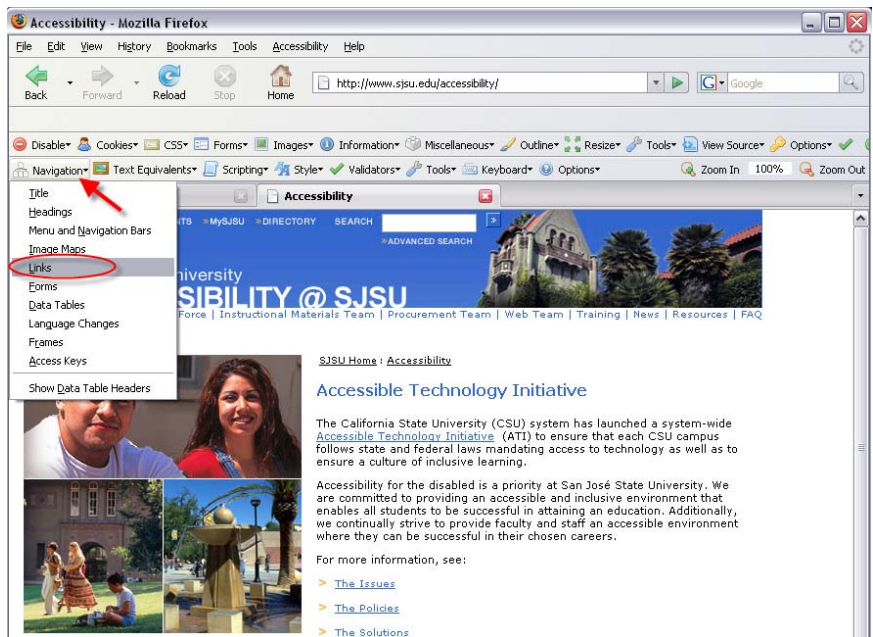 Accessibility - Mozilla Firefox
File Edit View History Bookmarks Tools Accessibility Help
Back Forward Reload Stop Home http://www.sjsu.edu/accessibility/ G Google
Disable Cookies CSS Forms Images Information Miscellaneous Outline Resize Tools View Source Options
Navigation Text Equivalents Scripting Style Validators Tools Keyboard Options Zoom In 100% Zoom Out
Accessibility
Title
Headings
Menu and Navigation Bars
Image Maps
Links
Forms
Data Tables
Language Changes
Frames
Access Keys
Show Data Table Headers
NTS »MySJSU »DIRECTORY SEARCH
»ADVANCED SEARCH
iversity
SIBILITY @ SJSU
Force | Instructional Materials Team | Procurement Team | Web Team | Training | News | Resources | FAQ
SJSU Home : Accessibility
Accessible Technology Initiative
The California State University (CSU) system has launched a system-wide
Accessible Technology Initiative (ATI) to ensure that each CSU campus
follows state and federal laws mandating access to technology as well as to
ensure a culture of inclusive learning.
Accessibility for the disabled is a priority at San José State University. We
are committed to providing an accessible and inclusive environment that
enables all students to be successful in attaining an education. Additionally,
we continually strive to provide faculty and staff an accessible environment
where they can be successful in their chosen careers.
For more information, see:
> The Issues
> The Policies
> The Solutions